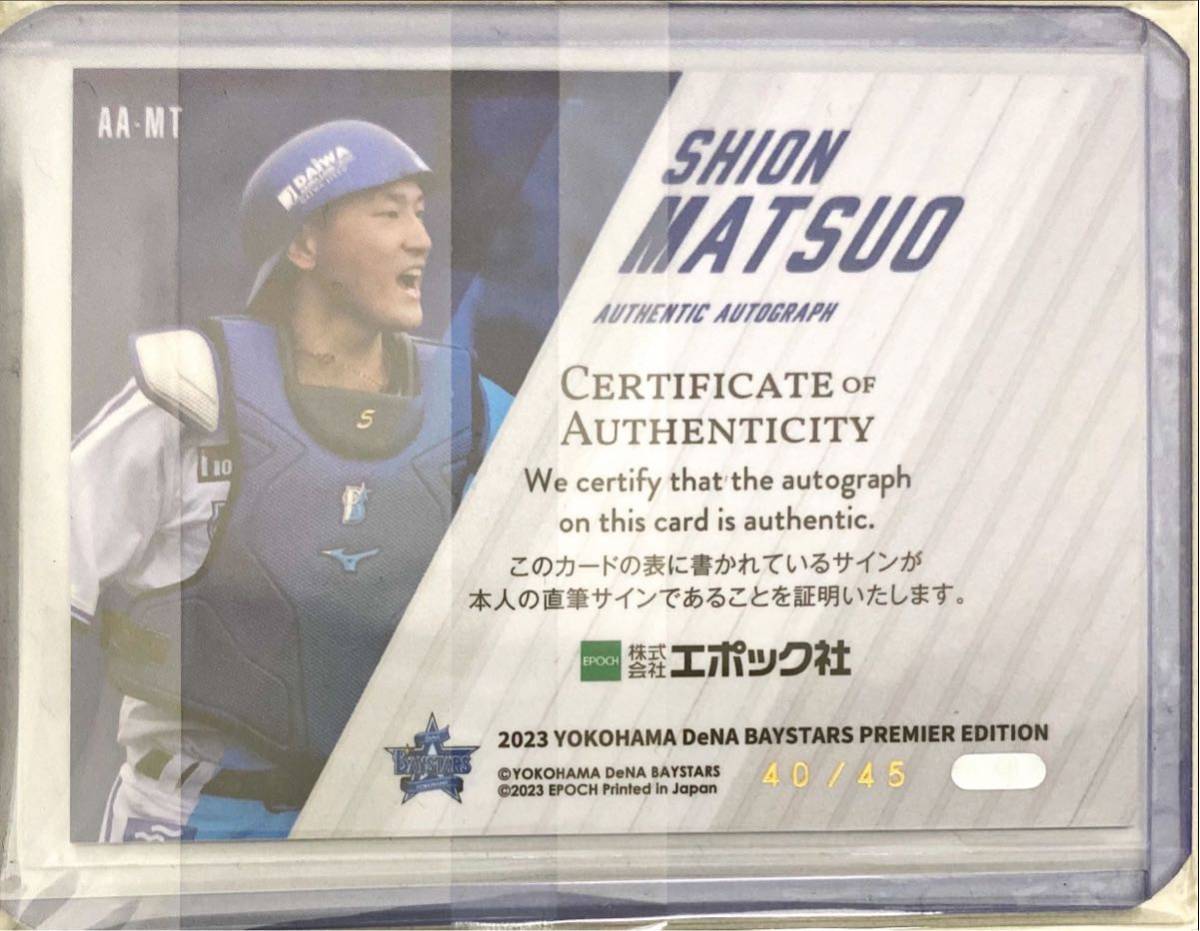 AA-MT
DAIWA
S
SHION
MATSUO
AUTHENTIC AUTOGRAPH
CERTIFICATE OF
AUTHENTICITY
We certify that the autograph
on this card is authentic.
このカードの表に書かれているサインが
本人の直筆サインであることを証明いたします。
EPOCH 株式会社エポック社
BAYSTARS
2023 YOKOHAMA DeNA BAYSTARS PREMIER EDITION
©YOKOHAMA DeNA BAYSTARS
©2023 EPOCH Printed in Japan
40/45